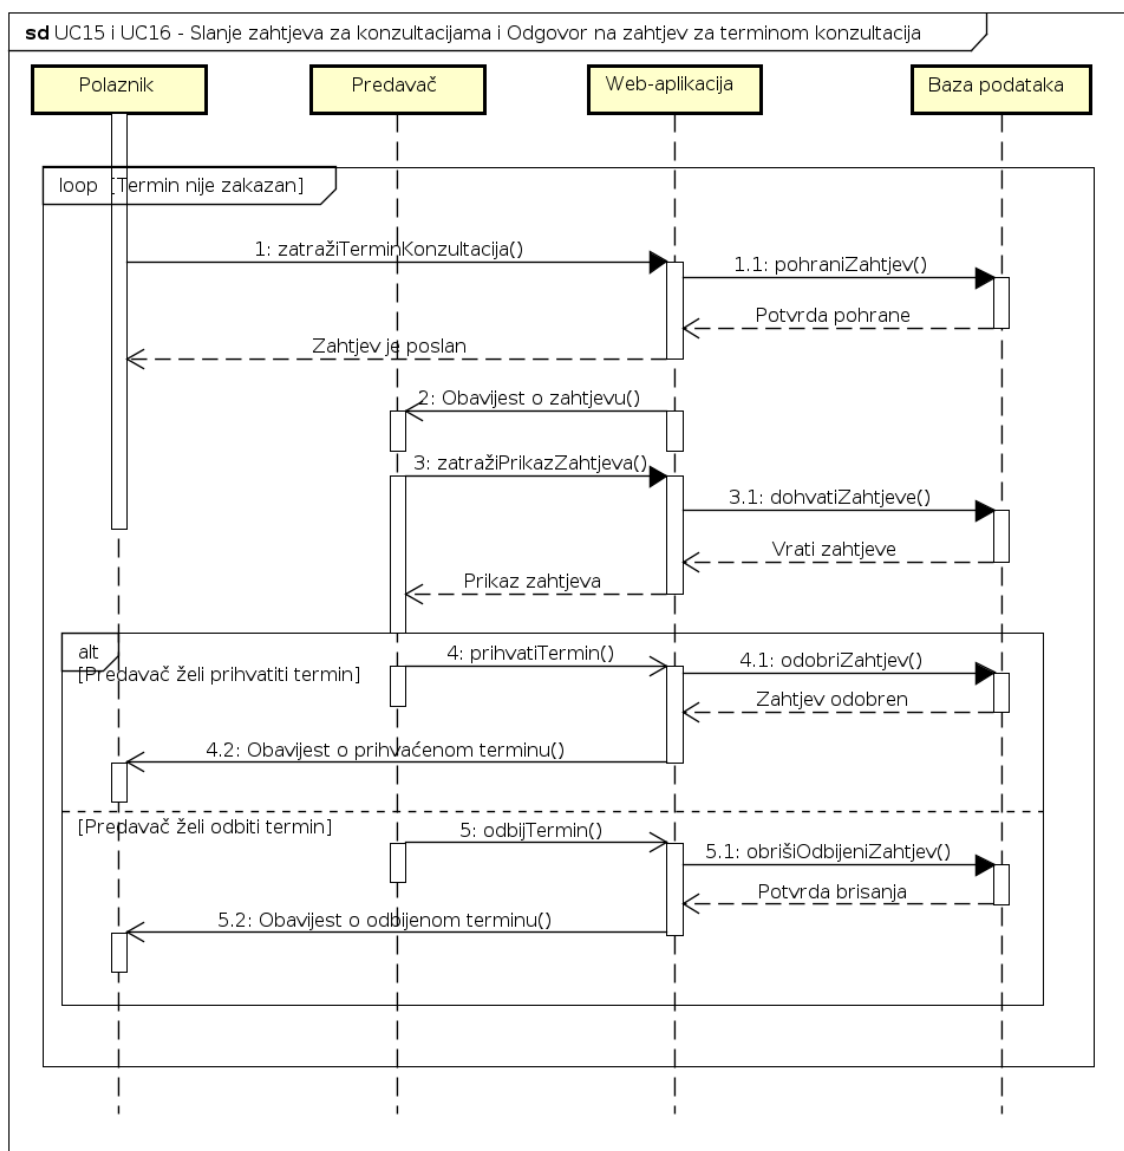 sd UC15 i UC16 - Slanje zahtjeva za konzultacijama i Odgovor na zahtjev za terminom konzultacija
Polaznik
Predavač
Web-aplikacija
Baza podataka
loop [Termin nije zakazan]
1: zatražiTerminKonzultacija()
1.1: pohraniZahtjev()
Potvrda pohrane
Zahtjev je poslan
2: Obavijest o zahtjevu()
3: zatražiPrikazZahtjeva()
3.1: dohvatiZahtjeve()
Vrati zahtjeve
Prikaz zahtjeva
alt
[Predavač želi prihvatiti termin]
4: prihvatiTermin()
4.1: odobriZahtjev()
Zahtjev odobren
4.2: Obavijest o prihvaćenom terminu()
[Predavač želi odbiti termin]
5: odbijTermin()
5.1: obrišiOdbijeniZahtjev()
Potvrda brisanja
5.2: Obavijest o odbijenom terminu()